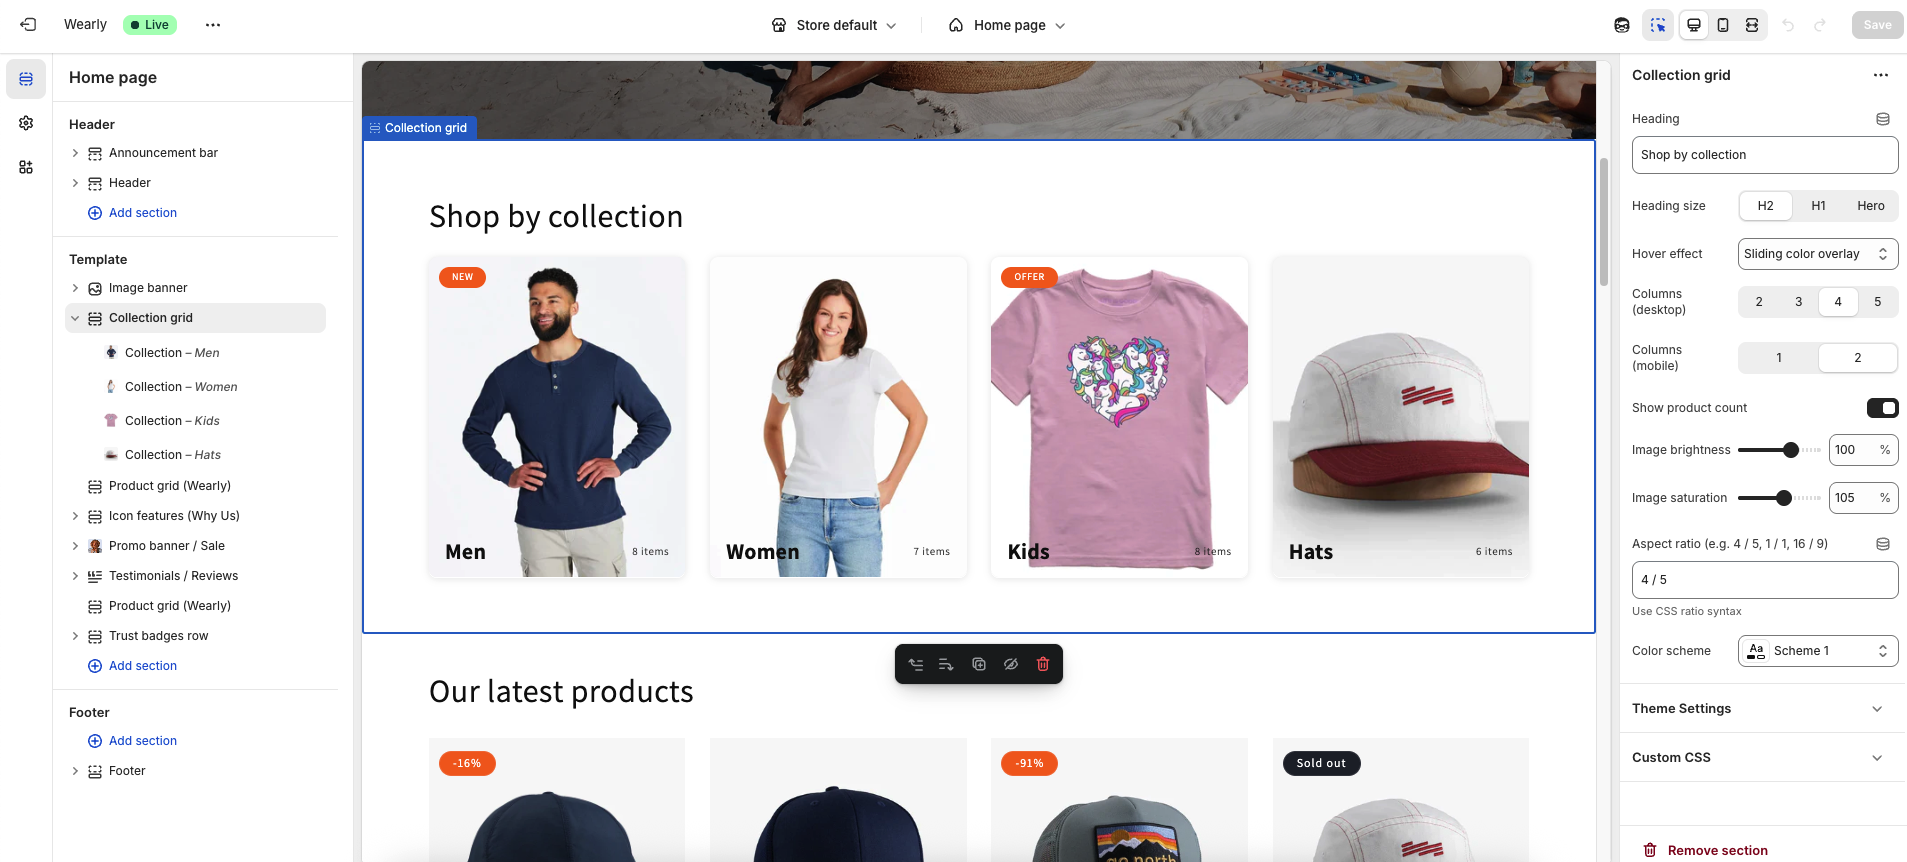 Wearly
Live
Store default
Home page
Save
Home page
Header
Announcement bar
Header
Add section
Template
Image banner
Collection grid
Collection – Men
Collection – Women
Collection – Kids
Collection – Hats
Product grid (Wearly)
Icon features (Why Us)
Promo banner / Sale
Testimonials / Reviews
Product grid (Wearly)
Trust badges row
Add section
Footer
Add section
Footer
Collection grid
Shop by collection
NEW
OFFER
Men
8 items
Women
7 items
Kids
8 items
Hats
6 items
Our latest products
-16%
-91%
Sold out
go north
Collection grid
Heading
Shop by collection
Heading size
H2
H1
Hero
Hover effect
Sliding color overlay
Columns
(desktop)
2
3
4
5
Columns
(mobile)
1
2
Show product count
Image brightness
100 %
Image saturation
105 %
Aspect ratio (e.g. 4 / 5, 1 / 1, 16 / 9)
4 / 5
Use CSS ratio syntax
Color scheme
Aa
Scheme 1
Theme Settings
Custom CSS
Remove section